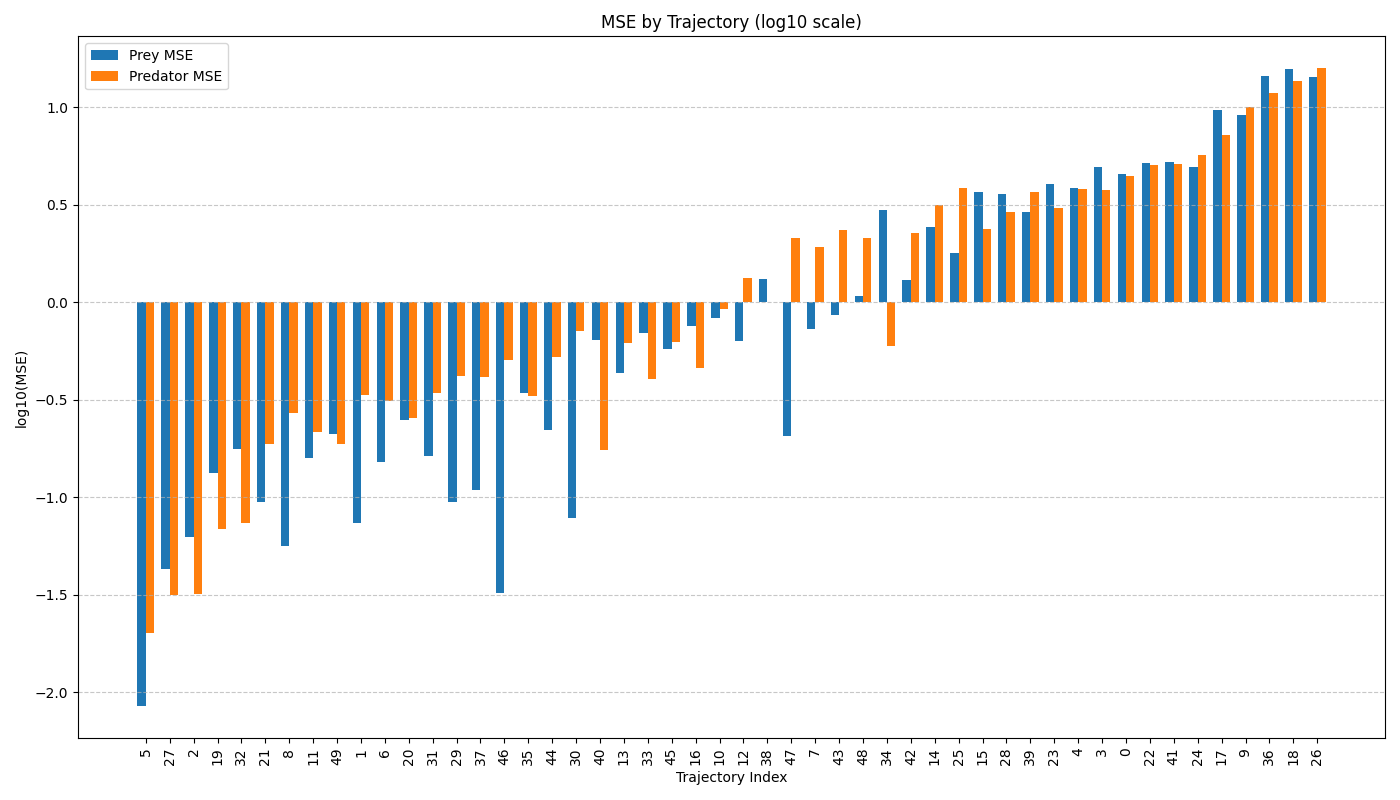 MSE by Trajectory (log10 scale)
Prey MSE
Predator MSE
log10(MSE)
1.0
0.5
0.0
−0.5
−1.0
−1.5
−2.0
5 27 2 19 32 21 8 11 49 1 6 20 31 29 37 46 35 44 30 40 13 33 45 16 10 12 38 47 7 43 48 34 42 14 25 15 28 39 23 4 3 0 22 41 24 17 9 36 18 26
Trajectory Index